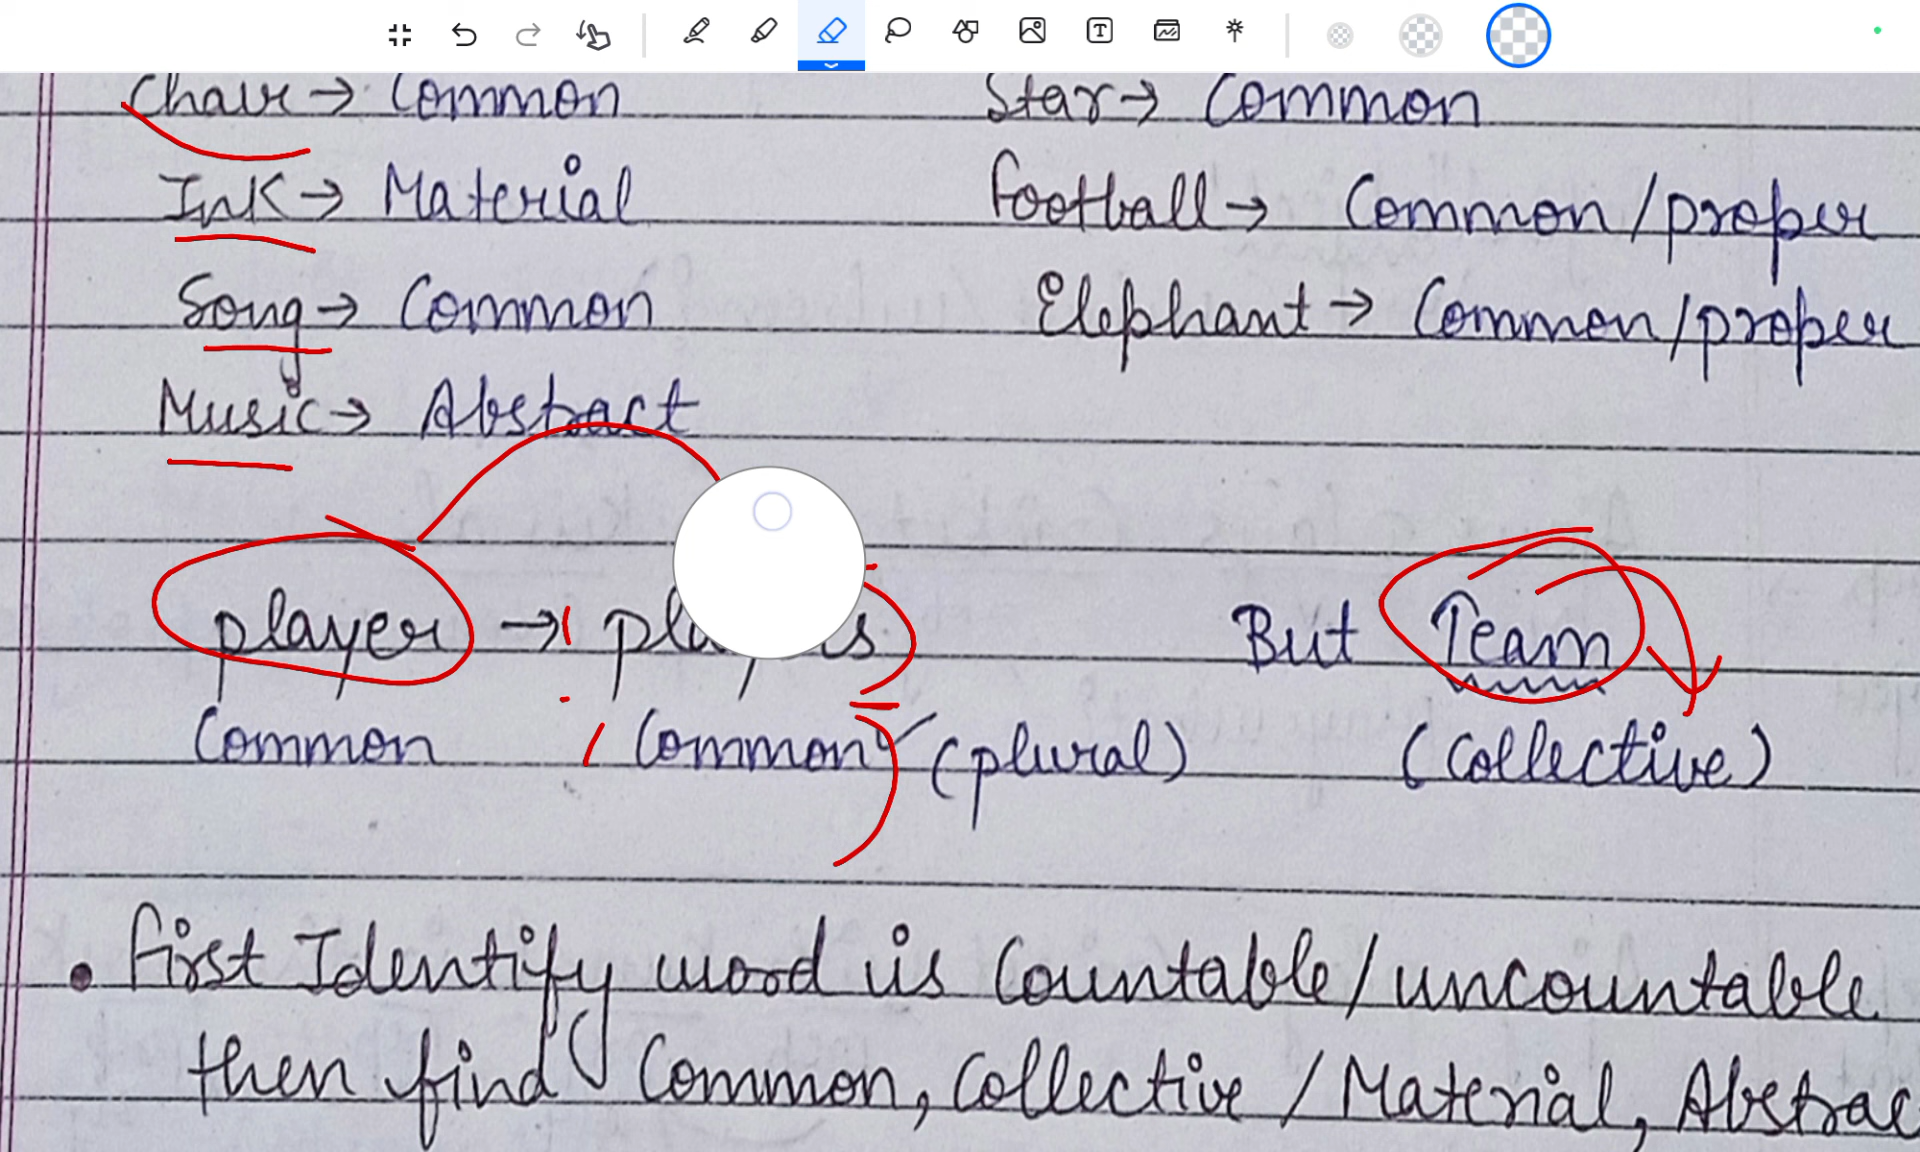 Chair → Common
Star → Common
Ink → Material
Football → Common/proper
Song → Common
Elephant → Common/proper
Music → Abstract
player → players
But Team
Common
Common (plural)
(Collective)
• First Identify word is Countable/uncountable
then find Common, Collective / Material, Abstrac